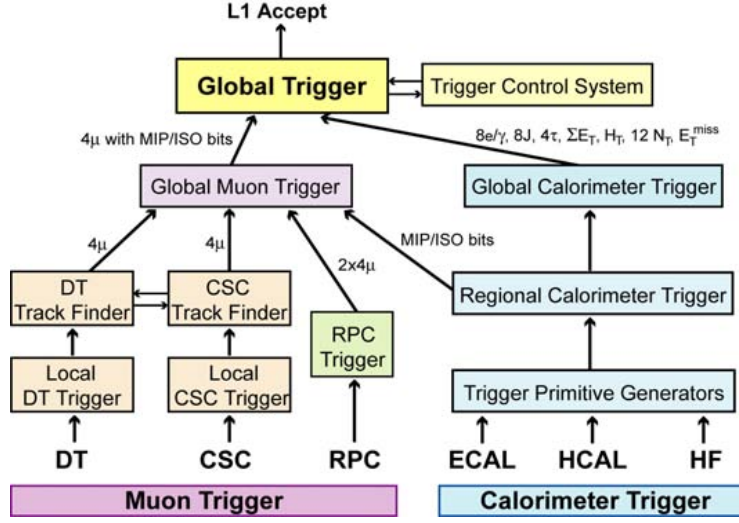 L1 Accept
Global Trigger
Trigger Control System
4μ with MIP/ISO bits
8e/γ, 8J, 4τ, ΣE_T, H_T, 12 N_T, E_T^miss
Global Muon Trigger
Global Calorimeter Trigger
4μ
4μ
2x4μ
MIP/ISO bits
DT
Track Finder
CSC
Track Finder
Regional Calorimeter Trigger
RPC
Trigger
Local
DT Trigger
Local
CSC Trigger
Trigger Primitive Generators
DT
CSC
RPC
ECAL
HCAL
HF
Muon Trigger
Calorimeter Trigger